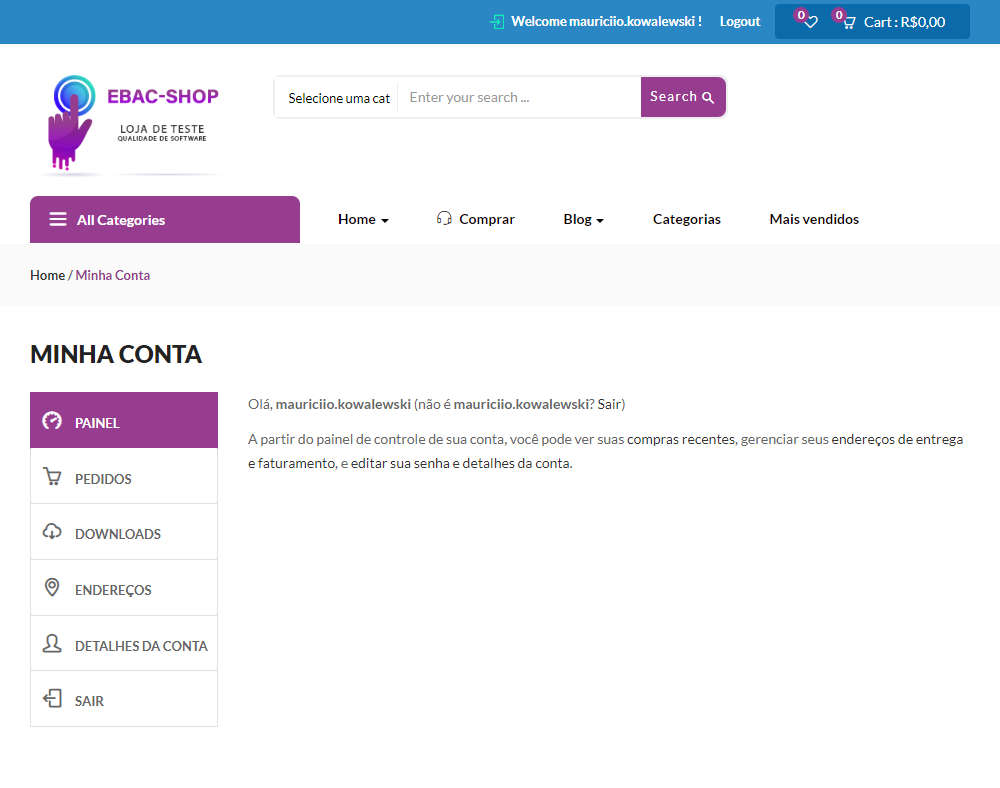 Welcome mauriciio.kowalewski ! Logout 0 0 Cart : R$0,00
EBAC-SHOP
LOJA DE TESTE
QUALIDADE DE SOFTWARE
Selecione uma cat Enter your search ... Search
All Categories Home Comprar Blog Categorias Mais vendidos
Home / Minha Conta
MINHA CONTA
PAINEL
PEDIDOS
DOWNLOADS
ENDEREÇOS
DETALHES DA CONTA
SAIR
Olá, mauriciio.kowalewski (não é mauriciio.kowalewski? Sair)
A partir do painel de controle de sua conta, você pode ver suas compras recentes, gerenciar seus endereços de entrega
e faturamento, e editar sua senha e detalhes da conta.